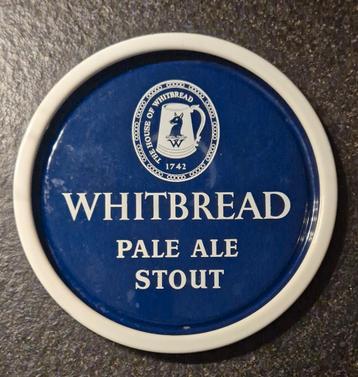 THE HOUSE OF WHITBREAD
W
1742
WHITBREAD
PALE ALE
STOUT